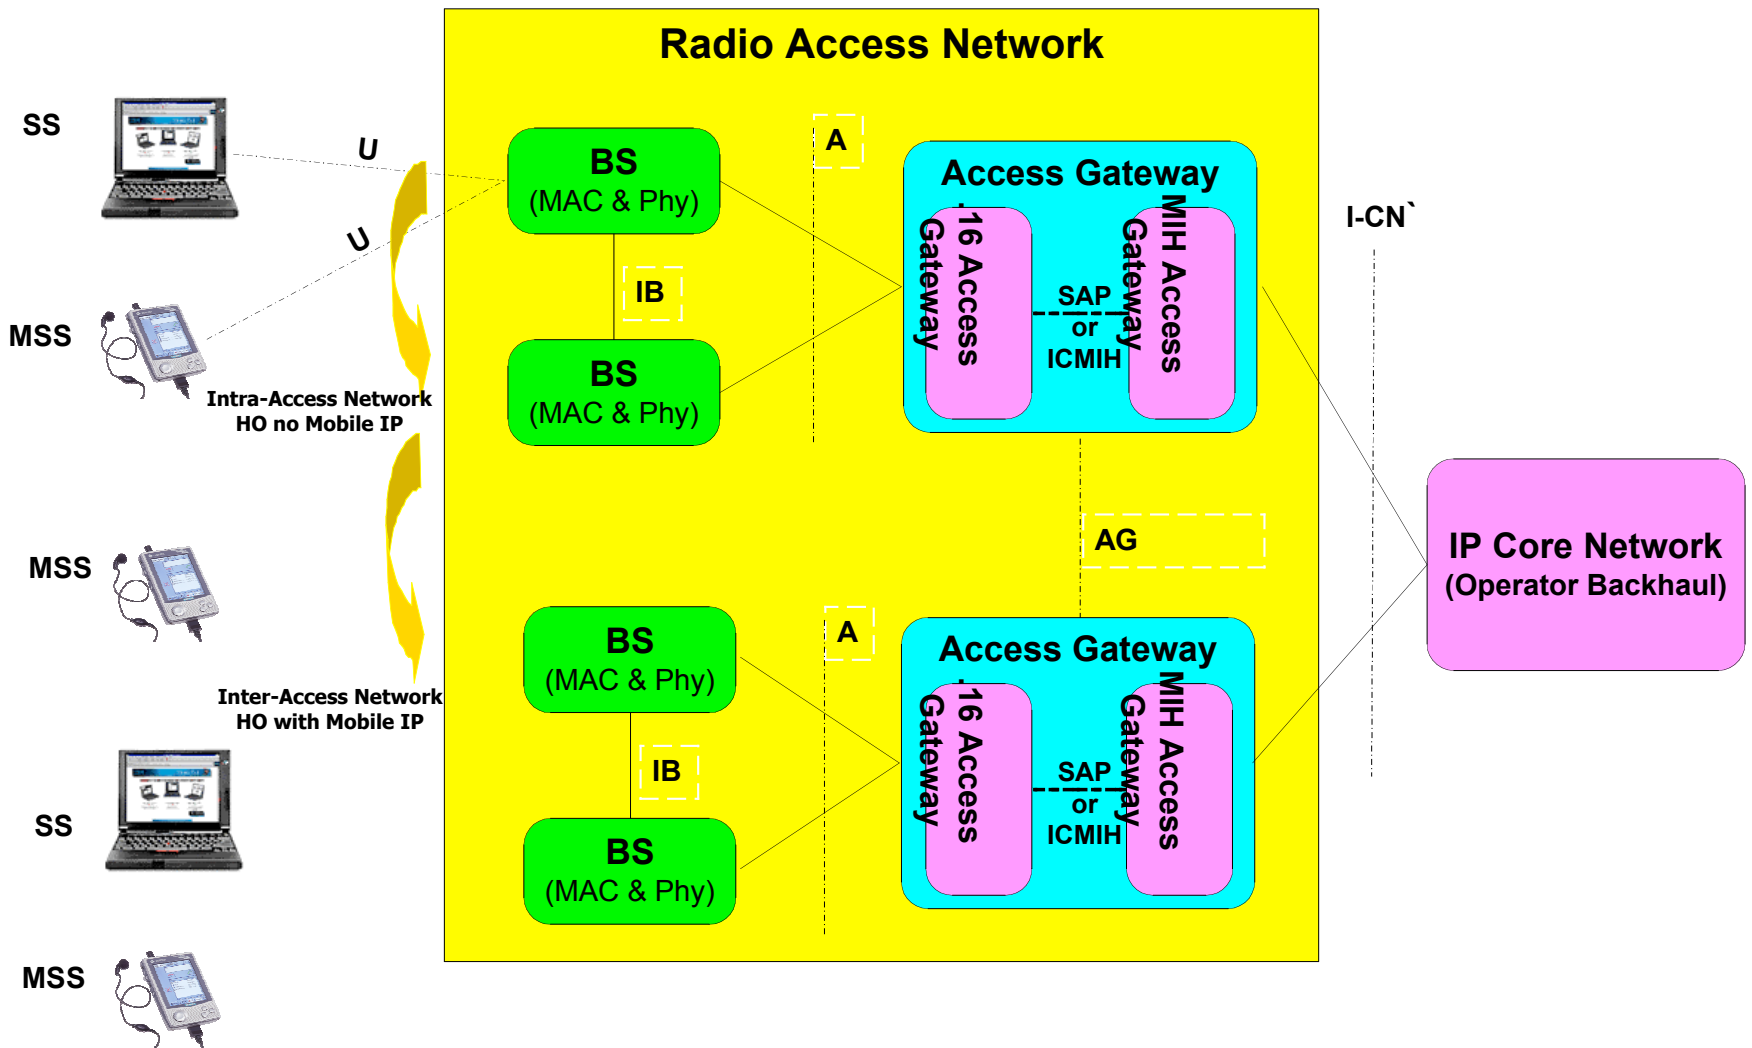 Radio Access Network
SS
U
U
MSS
Intra-Access Network
HO no Mobile IP
BS
(MAC & Phy)
IB
BS
(MAC & Phy)
A
Access Gateway
.16 Access
Gateway
SAP
or
ICMIH
MIH Access
Gateway
I-CN`
MSS
Inter-Access Network
HO with Mobile IP
AG
IP Core Network
(Operator Backhaul)
SS
MSS
BS
(MAC & Phy)
IB
BS
(MAC & Phy)
A
Access Gateway
.16 Access
Gateway
SAP
or
ICMIH
MIH Access
Gateway